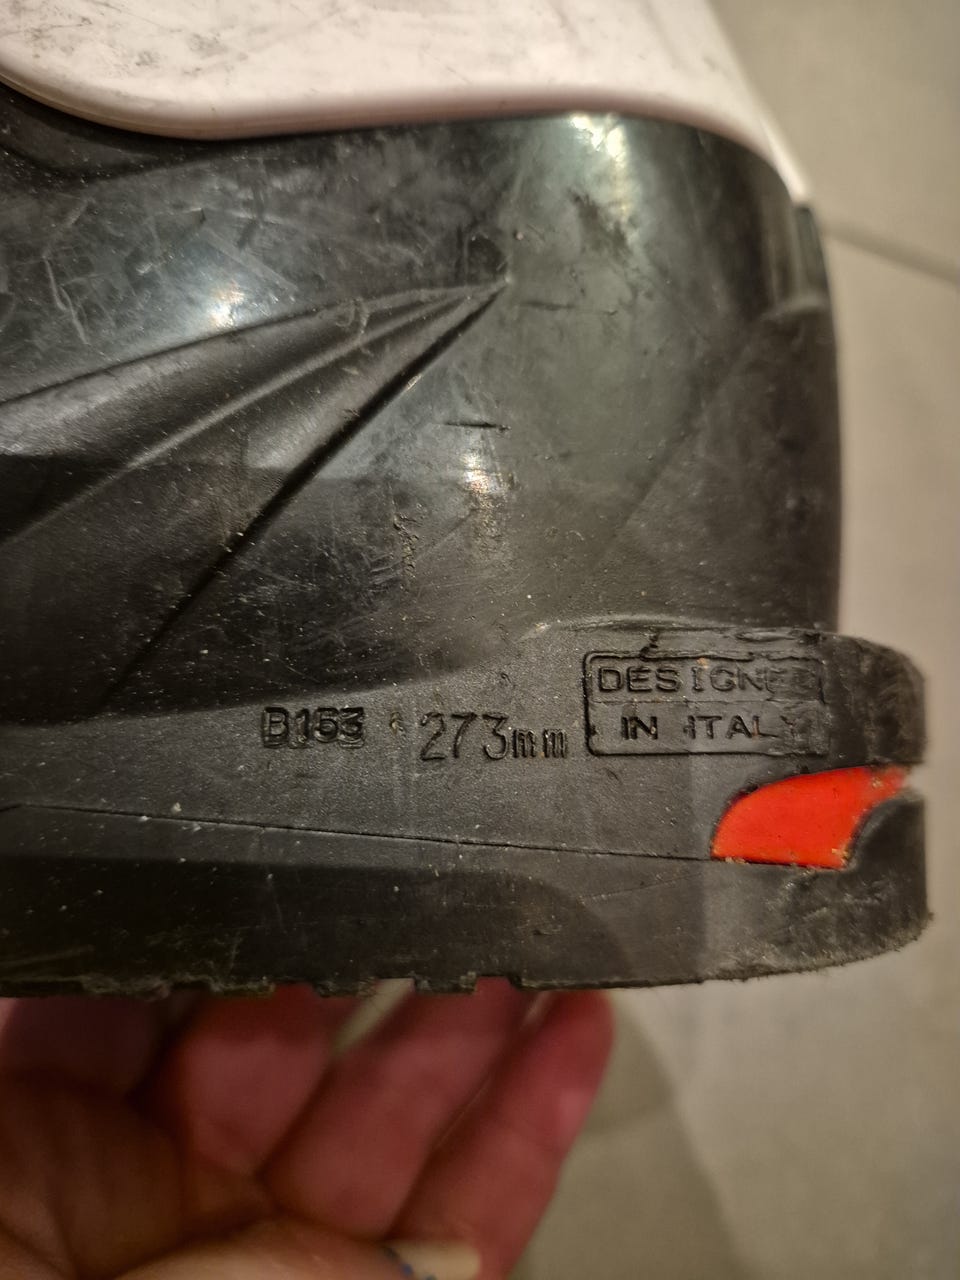 B153 273mm
DESIGNED
IN ITALY